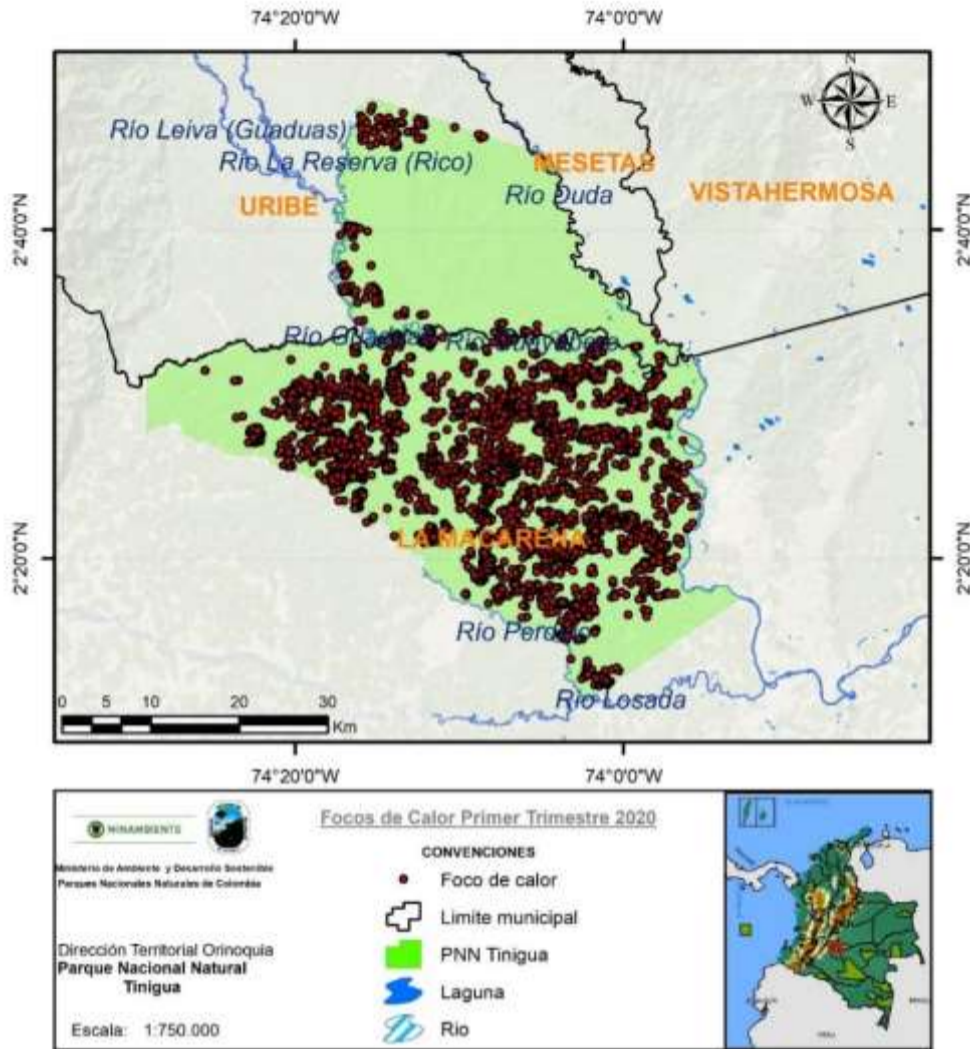 74°20'0"W 74°0'0"W
N
W E
S
Río Leiva (Guaduas)
Río La Reserva (Rico)
MESETAS
Río Duda
VISTAHERMOSA
URIBE
2°40'0"N 2°40'0"N
Río
LA MACARENA
2°20'0"N 2°20'0"N
Río Perdido
Río Losada
0 5 10 20 30
Km
74°20'0"W 74°0'0"W
MINAMBIENTE
Ministerio de Ambiente y Desarrollo Sostenible
Parques Nacionales Naturales de Colombia
Dirección Territorial Orinoquia
Parque Nacional Natural
Tinigua
Escala: 1:750.000
Focos de Calor Primer Trimestre 2020
CONVENCIONES
Foco de calor
Limite municipal
PNN Tinigua
Laguna
Rio